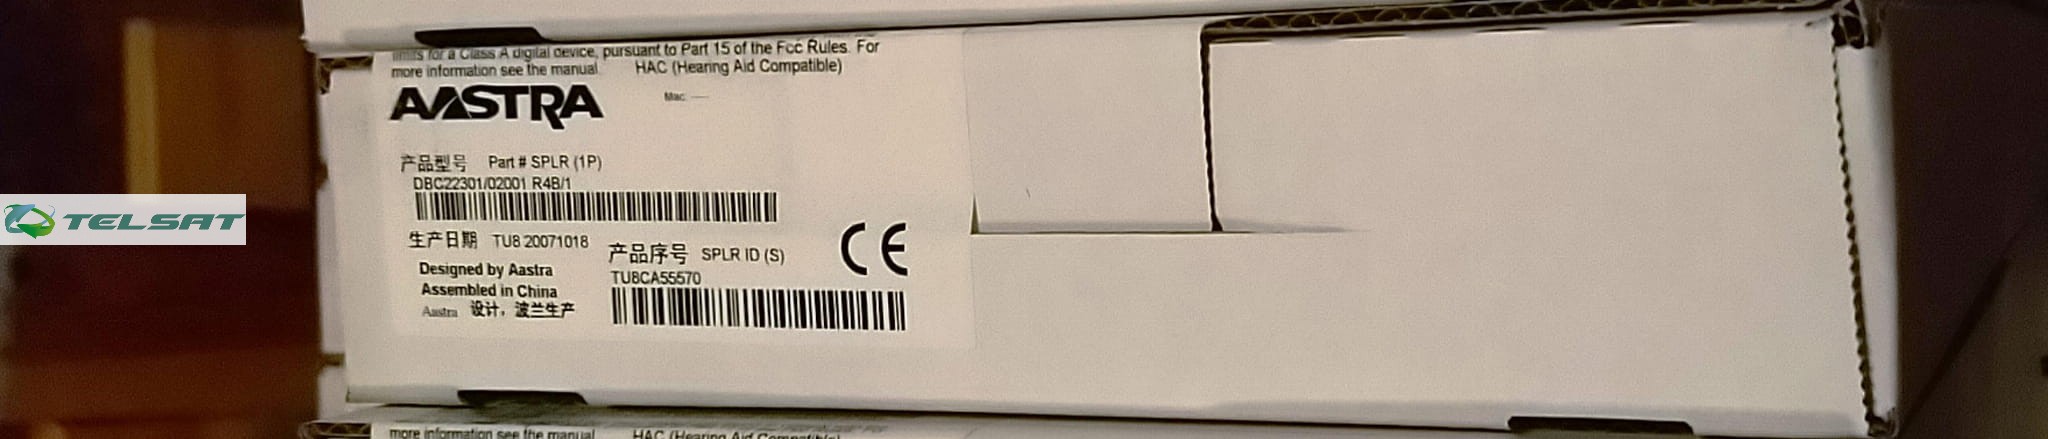 limits for a Class A digital device, pursuant to Part 15 of the Fcc Rules. For
more information see the manual HAC (Hearing Aid Compatible)
AASTRA
Mac:
产品型号 Part # SPLR (1P)
DBC22301/02001 R4B/1
生产日期 TU8 20071018
产品序号 SPLR ID (S)
TU8CA55570
CE
Designed by Aastra
Assembled in China
Aastra 设计，波兰生产
TELSAT
more information see the manual HAC (Hearing Aid Compatible)